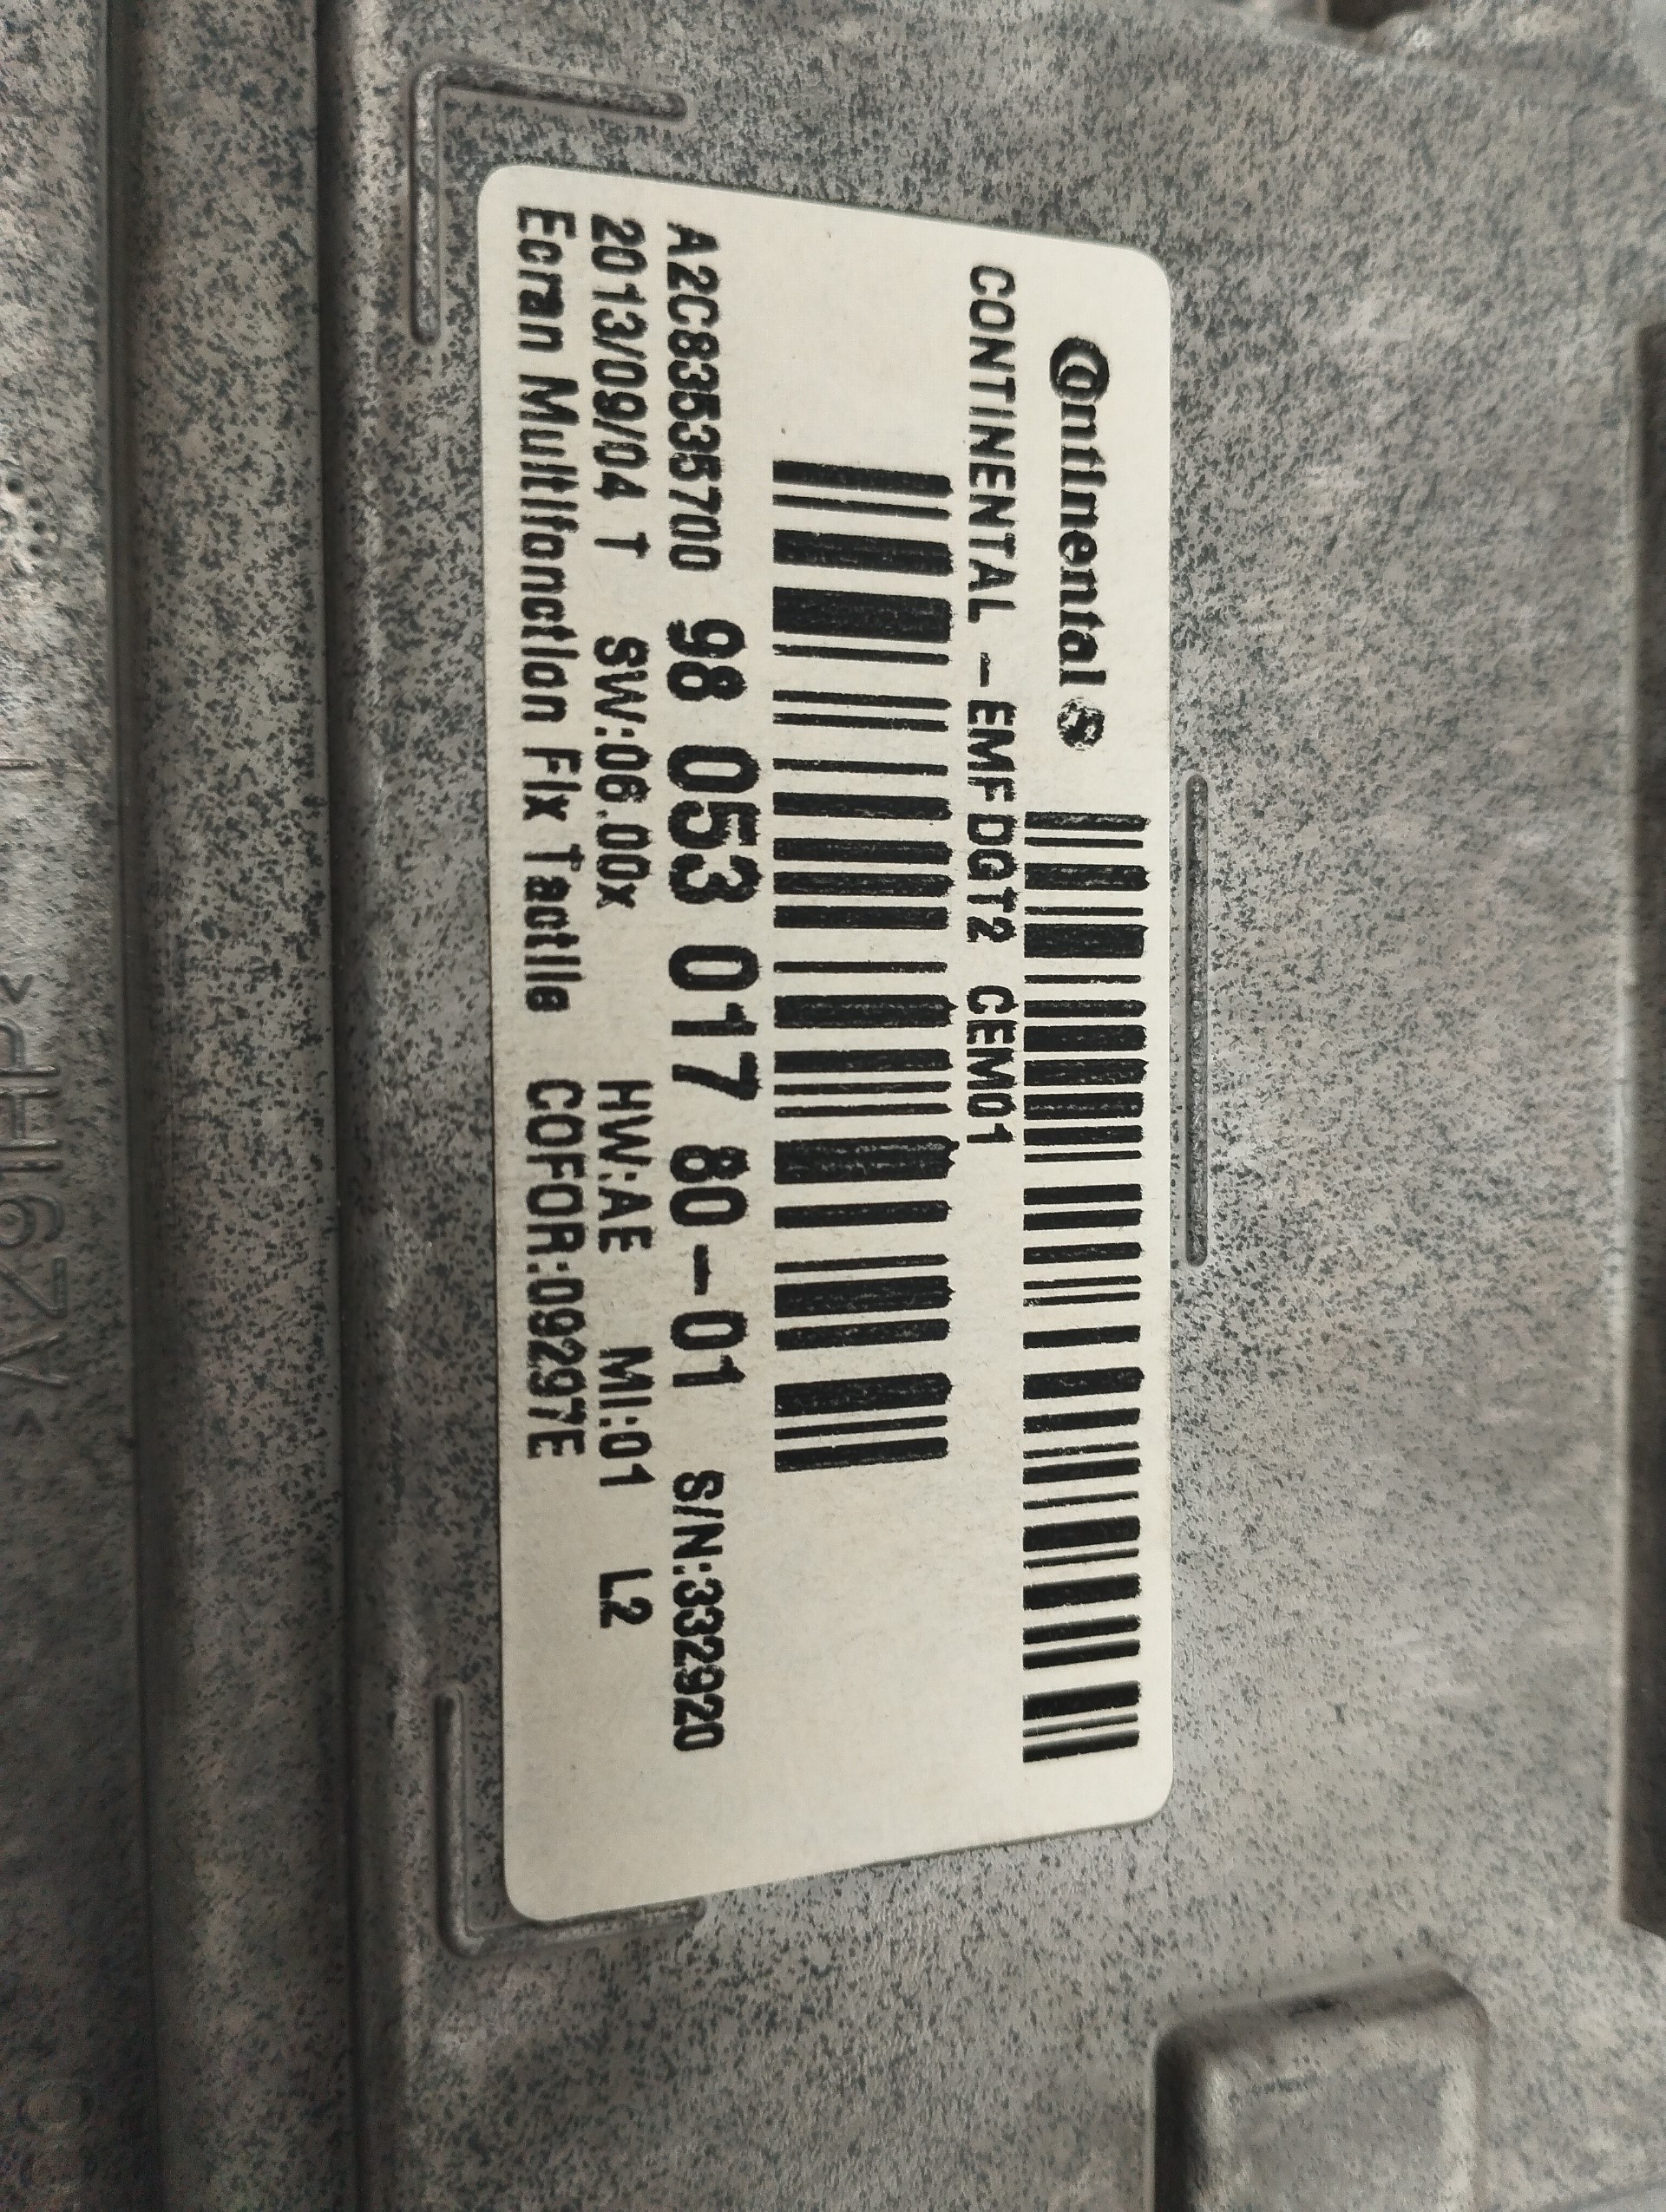 Continental
CONTINENTAL - EMF DGT2 CEM01
A2C83535700 98 053 017 80-01 S/N:332920
2013/09/04 T SW:06.00x HW:AE MI:01 L2
Ecran Multifonction Fix Tactile COFOR:09297E